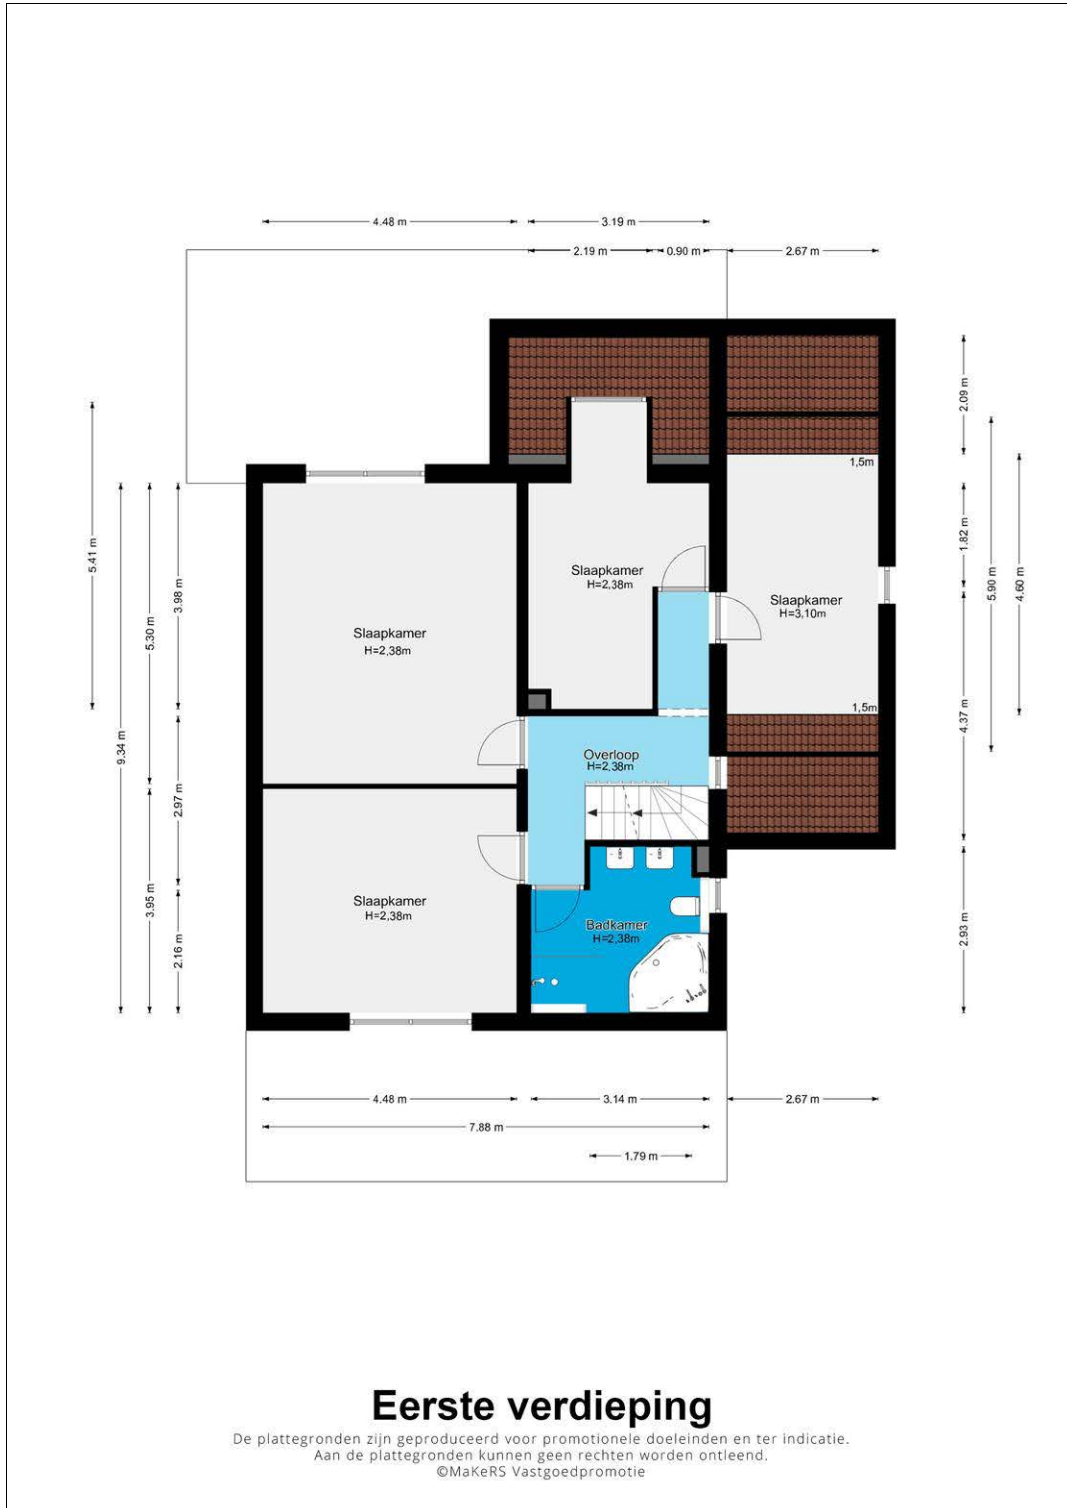 4.48 m
3.19 m
2.19 m
0.90 m
2.67 m
2.09 m
1,5m
5.41 m
1.82 m
3.98 m
Slaapkamer
H=2,38m
5.90 m
4.60 m
Slaapkamer
H=3,10m
5.30 m
Slaapkamer
H=2,38m
9.34 m
1,5m
4.37 m
Overloop
H=2,38m
2.97 m
3.95 m
Slaapkamer
H=2,38m
Badkamer
H=2,38m
2.93 m
2.16 m
4.48 m
3.14 m
2.67 m
7.88 m
1.79 m
Eerste verdieping
De plattegronden zijn geproduceerd voor promotionele doeleinden en ter indicatie.
Aan de plattegronden kunnen geen rechten worden ontleend.
©MaKeRS Vastgoedpromotie